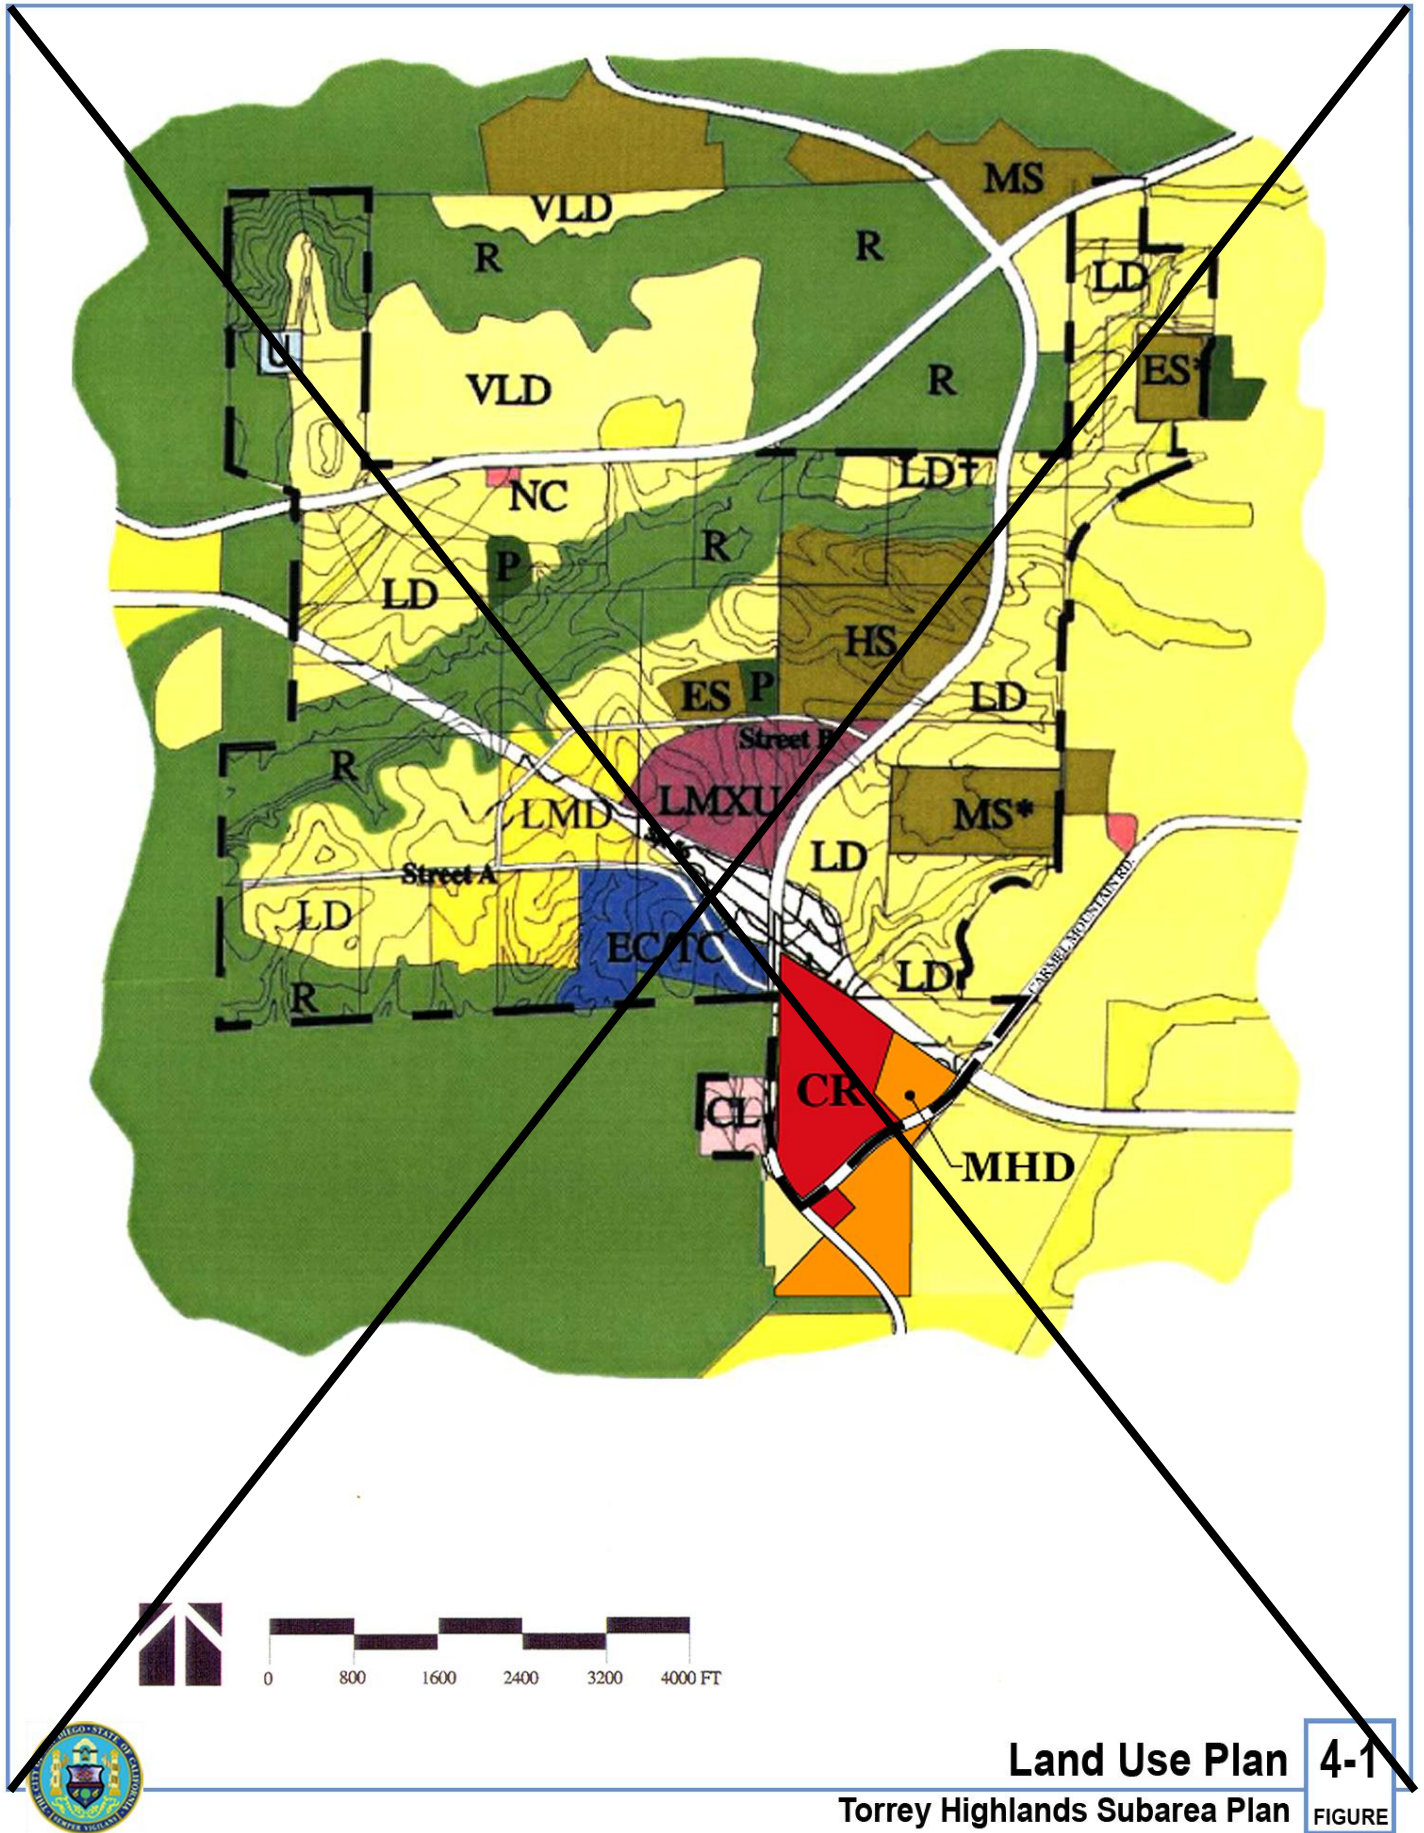 MS
VLD
R
R
LD
U
ES*
VLD
R
LD†
NC
R
P
LD
HS
ES
P
LD
Street B
R
LMXU
LMD
MS*
LD
Street A
CARMEL MOUNTAIN RD.
LD
EC/TC
LD
R
CR
CL
MHD
0 800 1600 2400 3200 4000 FT
Land Use Plan
4-1
Torrey Highlands Subarea Plan
FIGURE